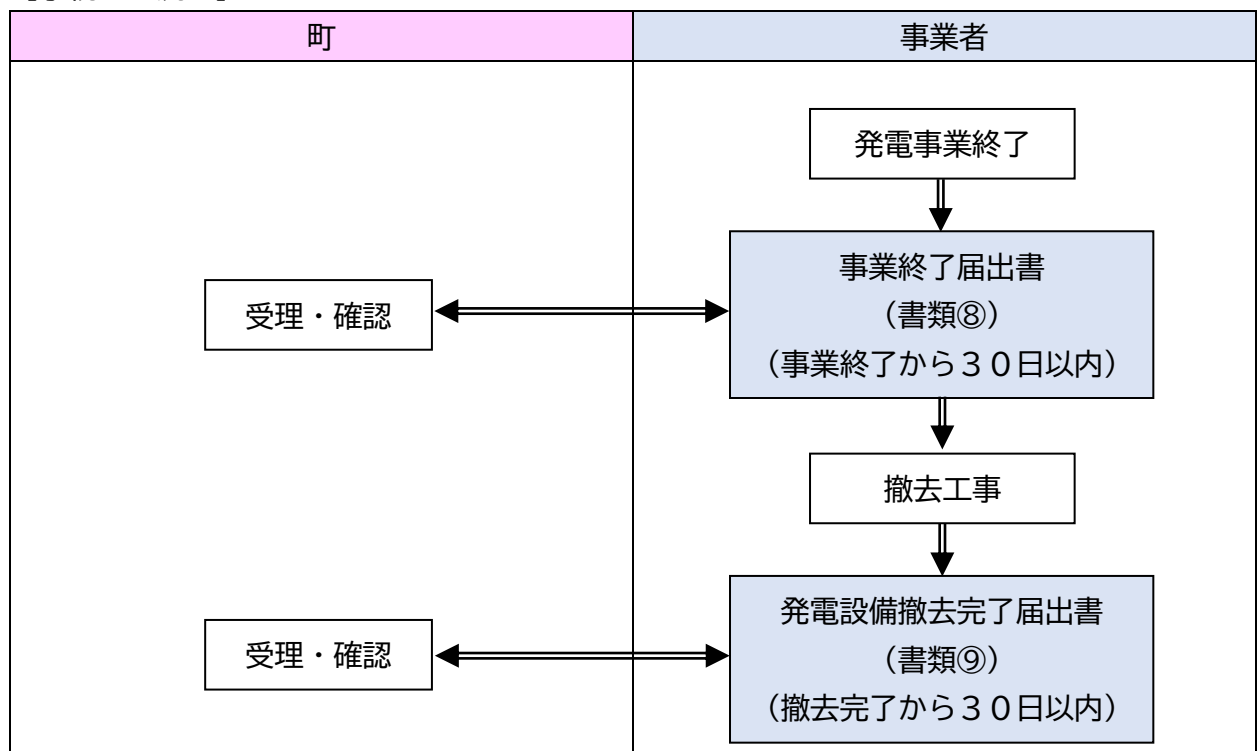 町
事業者
発電事業終了
事業終了届出書
（書類⑧）
（事業終了から３０日以内）
受理・確認
撤去工事
発電設備撤去完了届出書
（書類⑨）
（撤去完了から３０日以内）
受理・確認